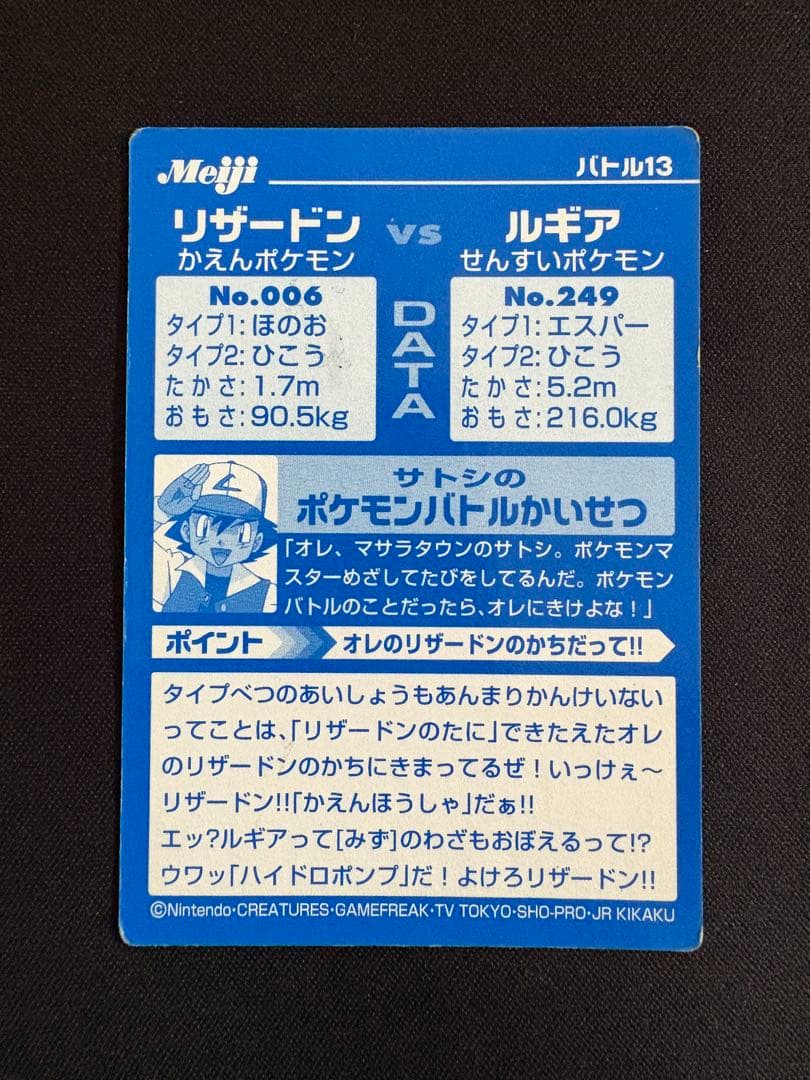 Meiji
バトル13
リザードン vs ルギア
かえんポケモン
せんすいポケモン
DATA
No.006
タイプ1:ほのお
タイプ2:ひこう
たかさ:1.7m
おもさ:90.5kg
No.249
タイプ1:エスパー
タイプ2:ひこう
たかさ:5.2m
おもさ:216.0kg
サトシの
ポケモンバトルかいせつ
「オレ、マサラタウンのサトシ。ポケモンマ
スターめざしてたびをしてるんだ。ポケモン
バトルのことだったら、オレにきけよな！」
ポイント
オレのリザードンのかちだって!!
タイプべつのあいしょうもあんまりかんけいない
ってことは、「リザードンのたに」できたえたオレ
のリザードンのかちにきまってるぜ！いっけぇ〜
リザードン!!「かえんほうしゃ」だぁ!!
エッ?ルギアって[みず]のわざもおぼえるって!?
ウワッ「ハイドロポンプ」だ！よけろリザードン!!
©Nintendo・CREATURES・GAMEFREAK・TV TOKYO・SHO-PRO・JR KIKAKU